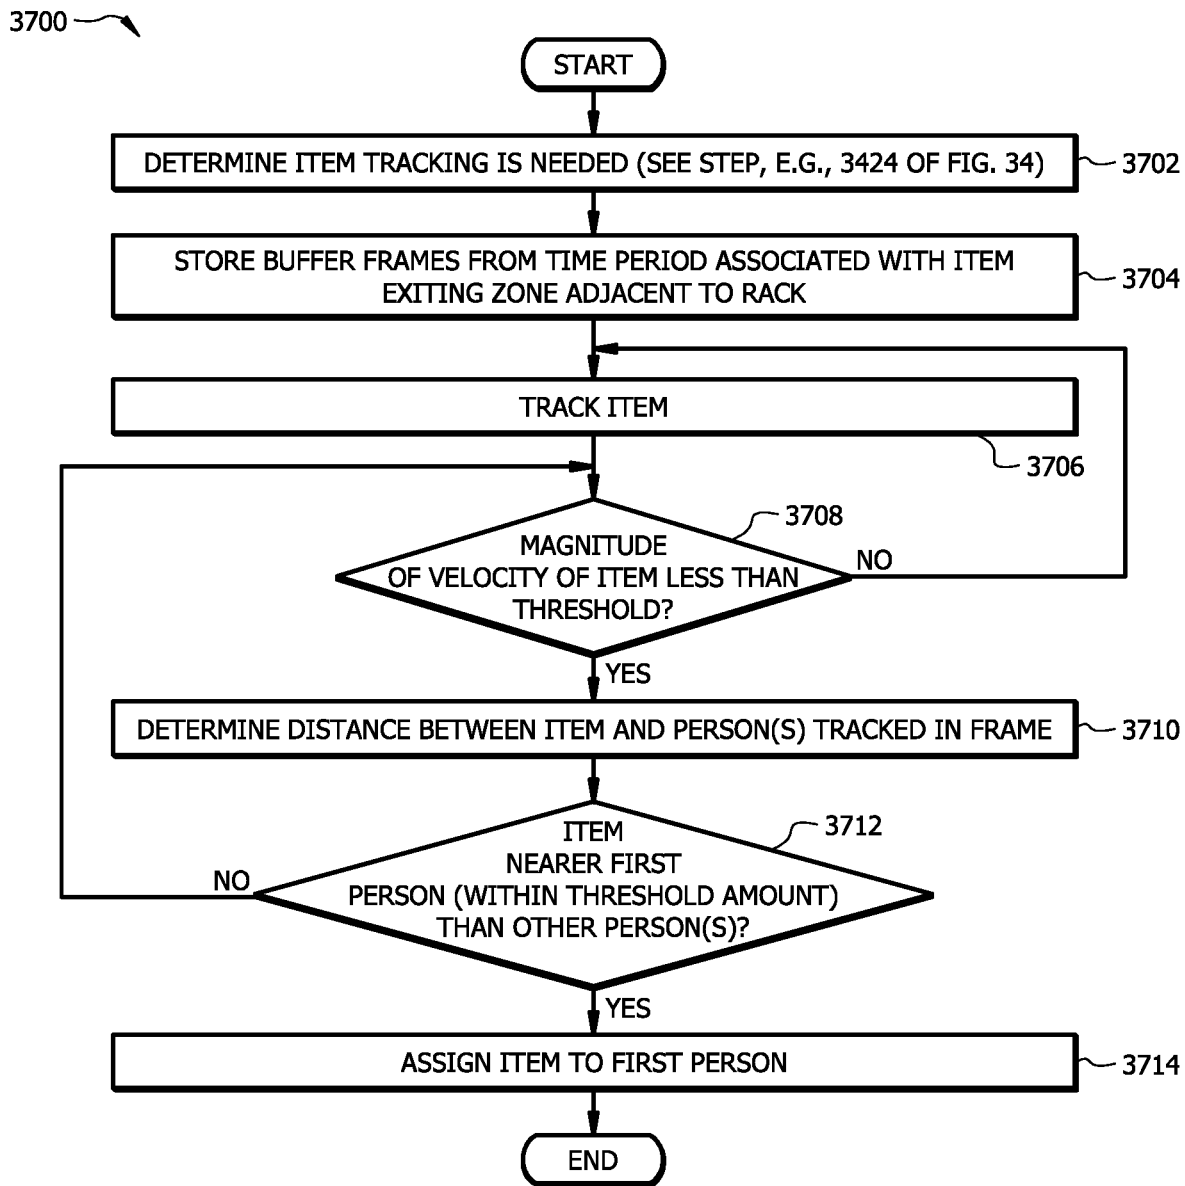 3700
START
DETERMINE ITEM TRACKING IS NEEDED (SEE STEP, E.G., 3424 OF FIG. 34)
3702
STORE BUFFER FRAMES FROM TIME PERIOD ASSOCIATED WITH ITEM
EXITING ZONE ADJACENT TO RACK
3704
TRACK ITEM
3706
3708
MAGNITUDE
OF VELOCITY OF ITEM LESS THAN
THRESHOLD?
NO
YES
DETERMINE DISTANCE BETWEEN ITEM AND PERSON(S) TRACKED IN FRAME
3710
3712
ITEM
NEARER FIRST
PERSON (WITHIN THRESHOLD AMOUNT)
THAN OTHER PERSON(S)?
NO
YES
ASSIGN ITEM TO FIRST PERSON
3714
END